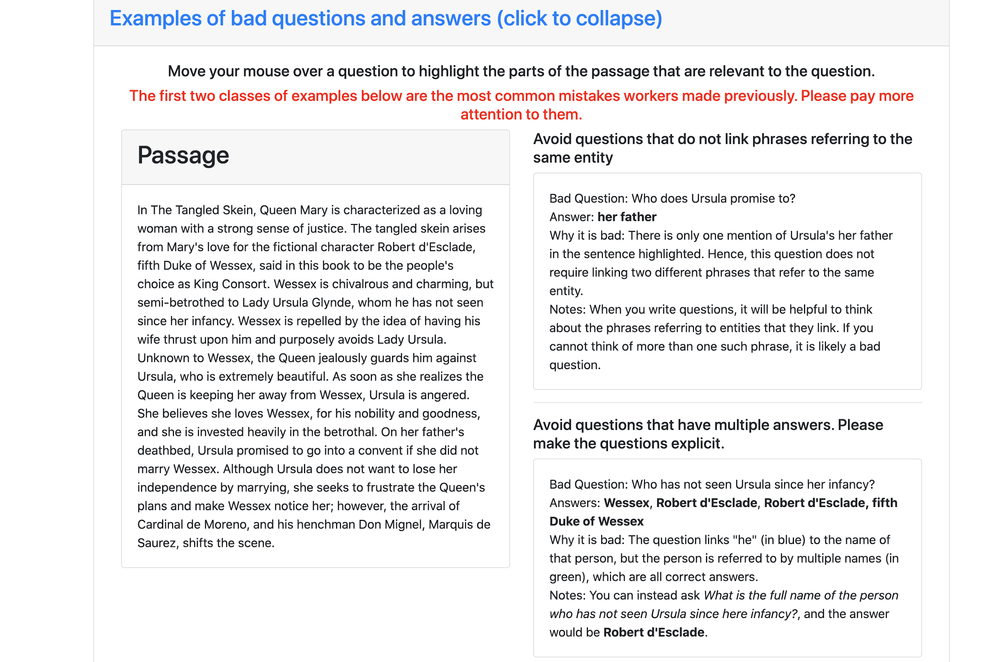 Examples of bad questions and answers (click to collapse)
Move your mouse over a question to highlight the parts of the passage that are relevant to the question.
The first two classes of examples below are the most common mistakes workers made previously. Please pay more
attention to them.
Passage
In The Tangled Skein, Queen Mary is characterized as a loving
woman with a strong sense of justice. The tangled skein arises
from Mary's love for the fictional character Robert d'Esclade,
fifth Duke of Wessex, said in this book to be the people's
choice as King Consort. Wessex is chivalrous and charming, but
semi-betrothed to Lady Ursula Glynde, whom he has not seen
since her infancy. Wessex is repelled by the idea of having his
wife thrust upon him and purposely avoids Lady Ursula.
Unknown to Wessex, the Queen jealously guards him against
Ursula, who is extremely beautiful. As soon as she realizes the
Queen is keeping her away from Wessex, Ursula is angered.
She believes she loves Wessex, for his nobility and goodness,
and she is invested heavily in the betrothal. On her father's
deathbed, Ursula promised to go into a convent if she did not
marry Wessex. Although Ursula does not want to lose her
independence by marrying, she seeks to frustrate the Queen's
plans and make Wessex notice her; however, the arrival of
Cardinal de Moreno, and his henchman Don Mignel, Marquis de
Saurez, shifts the scene.
Avoid questions that do not link phrases referring to the
same entity
Bad Question: Who does Ursula promise to?
Answer: her father
Why it is bad: There is only one mention of Ursula's her father
in the sentence highlighted. Hence, this question does not
require linking two different phrases that refer to the same
entity.
Notes: When you write questions, it will be helpful to think
about the phrases referring to entities that they link. If you
cannot think of more than one such phrase, it is likely a bad
question.
Avoid questions that have multiple answers. Please
make the questions explicit.
Bad Question: Who has not seen Ursula since her infancy?
Answers: Wessex, Robert d'Esclade, Robert d'Esclade, fifth
Duke of Wessex
Why it is bad: The question links "he" (in blue) to the name of
that person, but the person is referred to by multiple names (in
green), which are all correct answers.
Notes: You can instead ask What is the full name of the person
who has not seen Ursula since here infancy?, and the answer
would be Robert d'Esclade.